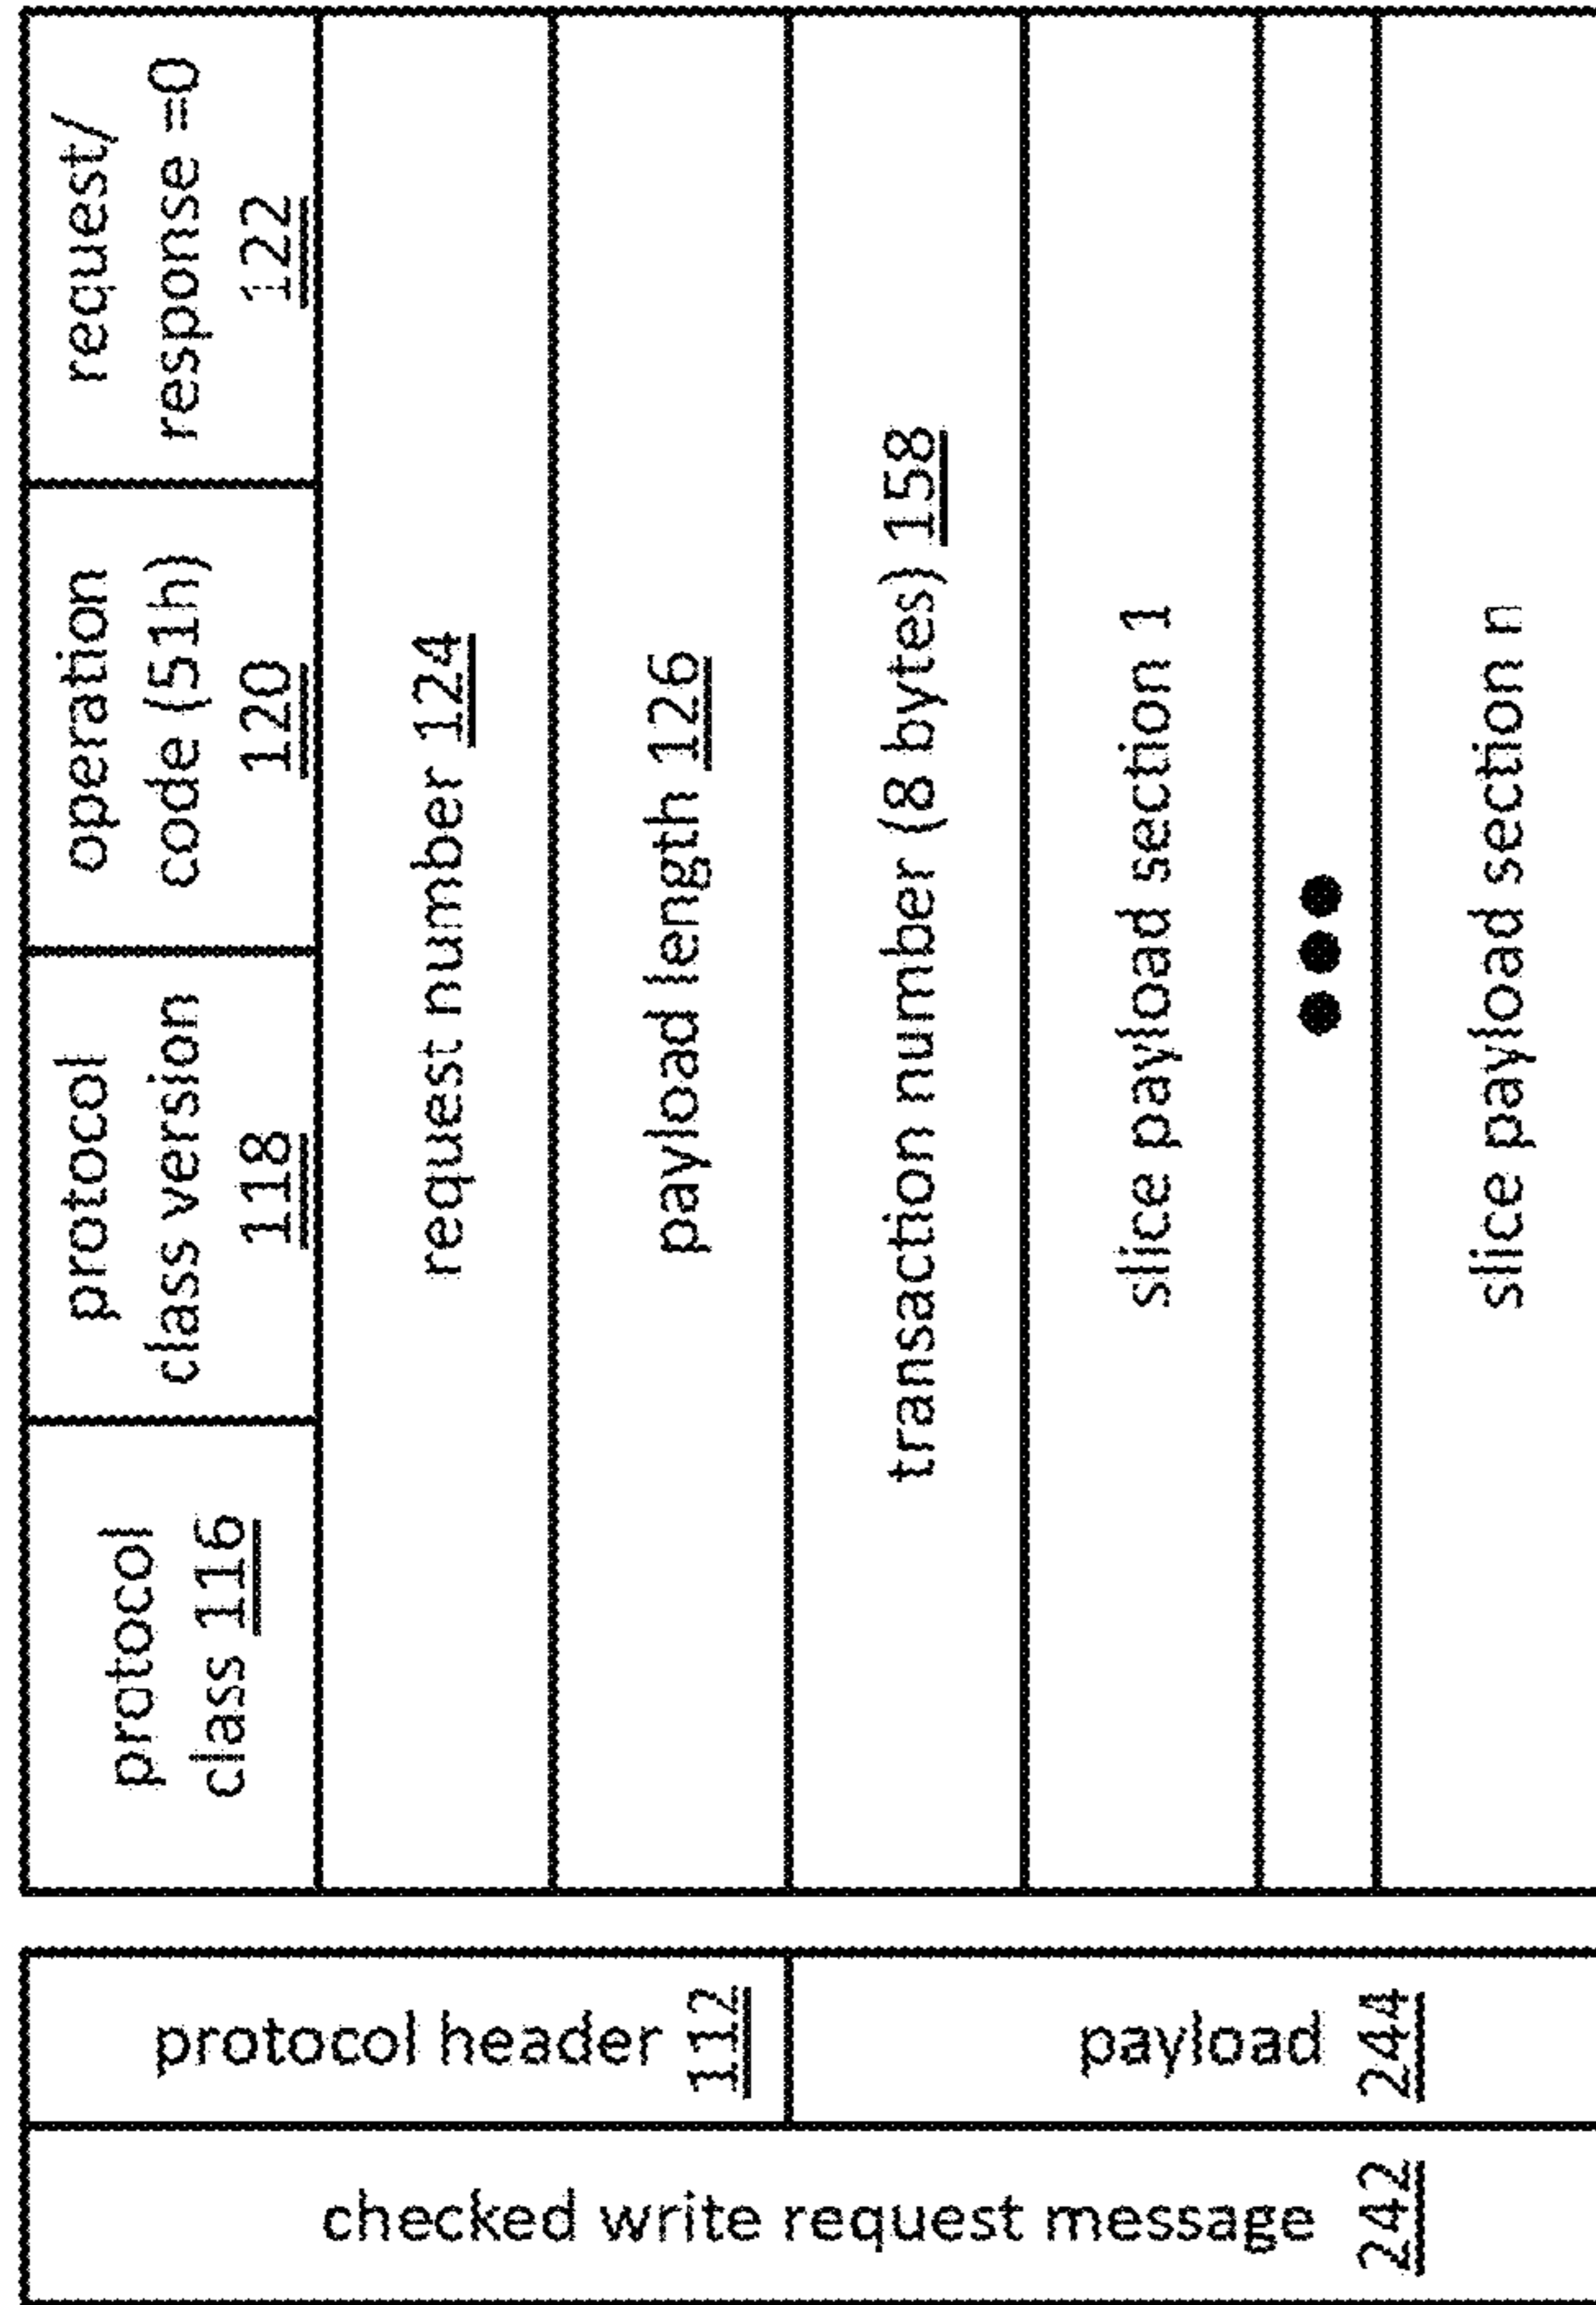 checked write request message
242
protocol header 112
payload 244
protocol
class 116
protocol
class version
118
operation
code (51h)
120
request/
response =0
122
request number 124
payload length 126
transaction number (8 bytes) 158
slice payload section 1
slice payload section n